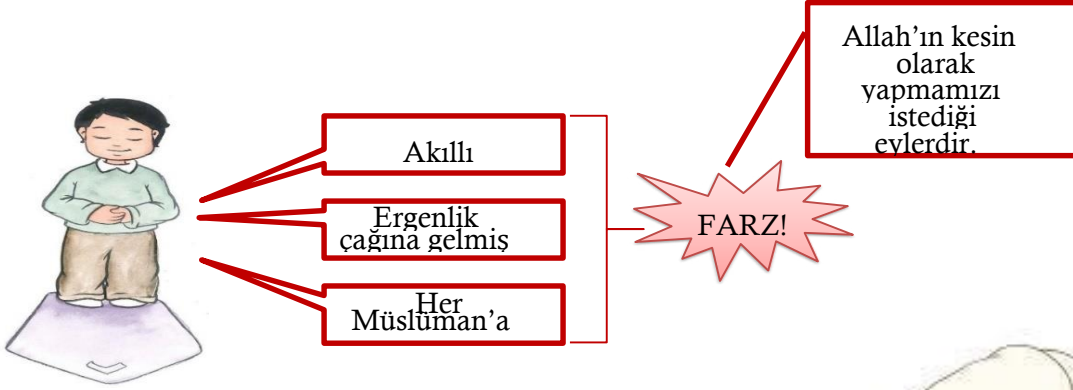 Akıllı
Ergenlik
çağına gelmiş
Her
Müslüman’a
FARZ!
Allah’ın kesin
olarak
yapmamızı
istediği
eylerdir.